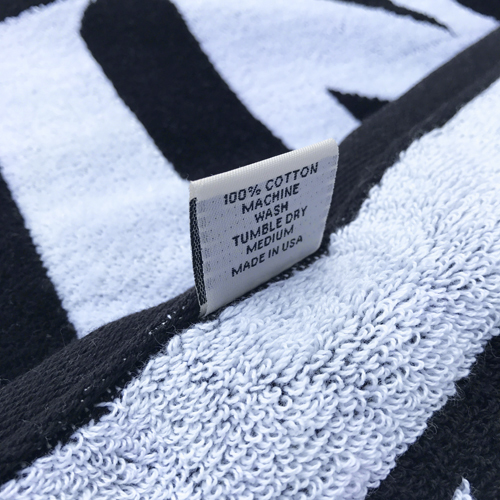 100% COTTON
MACHINE
WASH
TUMBLE DRY
MEDIUM
MADE IN USA